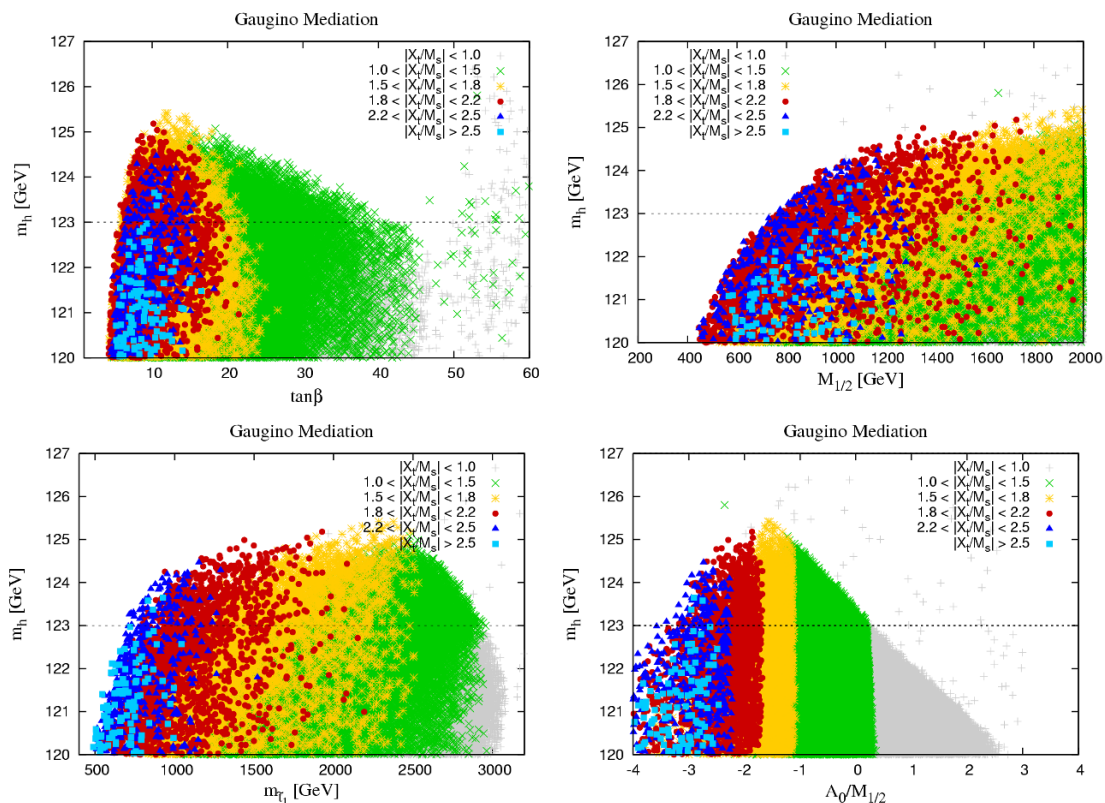 Gaugino Mediation
127
126
125
124
123
122
121
120
m_h [GeV]
|X_t/M_s| < 1.0
1.0 < |X_t/M_s| < 1.5
1.5 < |X_t/M_s| < 1.8
1.8 < |X_t/M_s| < 2.2
2.2 < |X_t/M_s| < 2.5
|X_t/M_s| > 2.5
10 20 30 40 50 60
tanβ
Gaugino Mediation
127
126
125
124
123
122
121
120
m_h [GeV]
|X_t/M_s| < 1.0
1.0 < |X_t/M_s| < 1.5
1.5 < |X_t/M_s| < 1.8
1.8 < |X_t/M_s| < 2.2
2.2 < |X_t/M_s| < 2.5
|X_t/M_s| > 2.5
200 400 600 800 1000 1200 1400 1600 1800 2000
M_{1/2} [GeV]
Gaugino Mediation
127
126
125
124
123
122
121
120
m_h [GeV]
|X_t/M_s| < 1.0
1.0 < |X_t/M_s| < 1.5
1.5 < |X_t/M_s| < 1.8
1.8 < |X_t/M_s| < 2.2
2.2 < |X_t/M_s| < 2.5
|X_t/M_s| > 2.5
500 1000 1500 2000 2500 3000
m_{t̃_1} [GeV]
Gaugino Mediation
127
126
125
124
123
122
121
120
m_h [GeV]
|X_t/M_s| < 1.0
1.0 < |X_t/M_s| < 1.5
1.5 < |X_t/M_s| < 1.8
1.8 < |X_t/M_s| < 2.2
2.2 < |X_t/M_s| < 2.5
|X_t/M_s| > 2.5
-4 -3 -2 -1 0 1 2 3 4
A_0/M_{1/2}